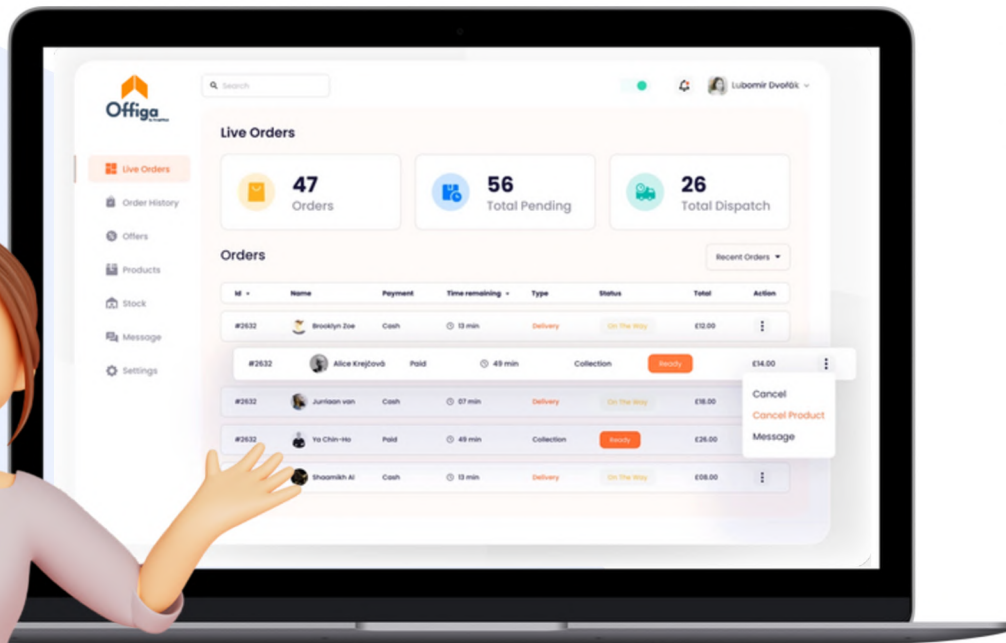 Offiga
Search
Lubomir Dvořák
Live Orders
Live Orders
Order History
Offers
Products
Stock
Message
Settings
47
Orders
56
Total Pending
26
Total Dispatch
Orders
Recent Orders
Id Name Payment Time remaining Type Status Total Action
#2632 Brooklyn Zoe Cash 13 min Delivery On The Way £12.00
#2632 Alice Krejčová Paid 49 min Collection Ready £14.00
Cancel
Cancel Product
Message
#2632 Jurriaan van Cash 07 min Delivery On The Way £18.00
#2632 Ya Chin-Ho Paid 49 min Collection Ready £26.00
Shaamikh Al Cash 13 min Delivery On The Way £08.00